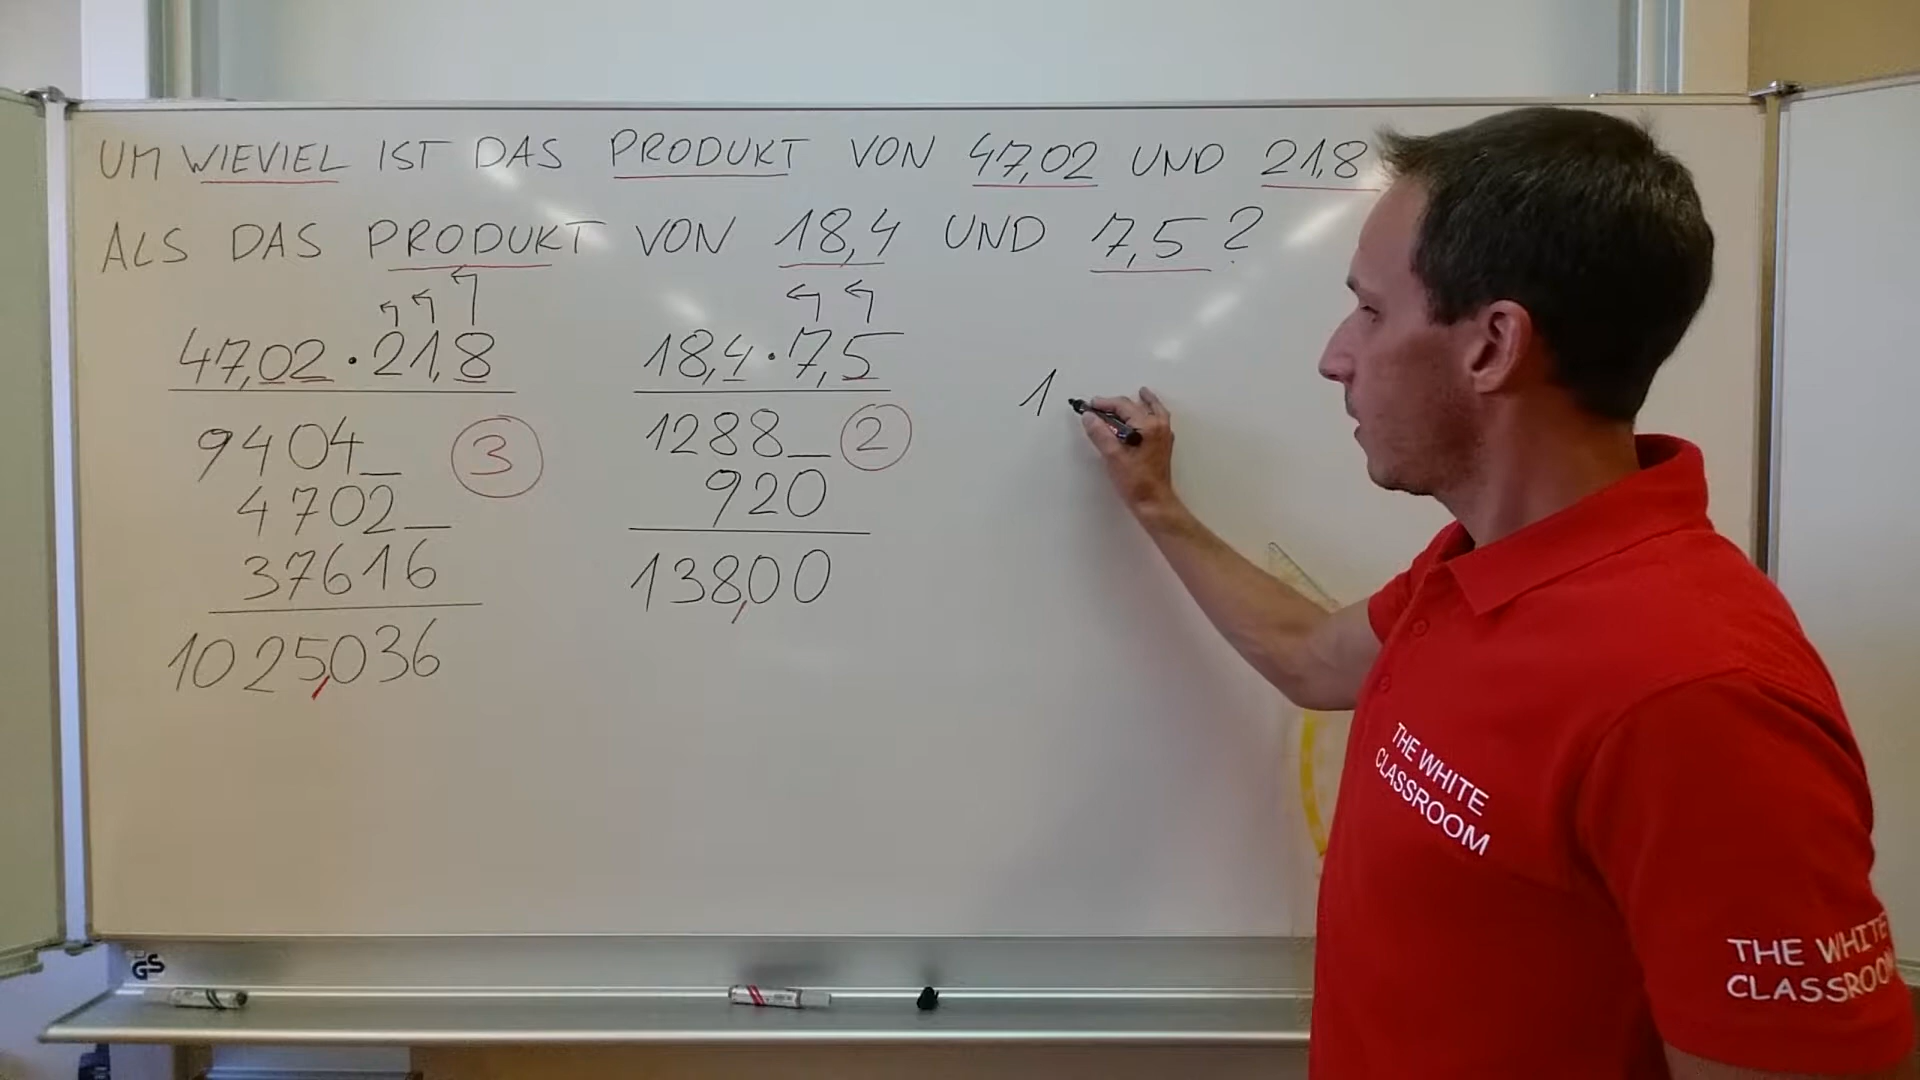 UM WIEVIEL IST DAS PRODUKT VON 47,02 UND 21,8
ALS DAS PRODUKT VON 18,4 UND 7,5?
47,02 · 21,8
9404_
3
4702_
37616
1025,036
18,4 · 7,5
1288_
2
920
138,00
1
THE WHITE
CLASSROOM
THE WHITE
CLASSROOM
GS